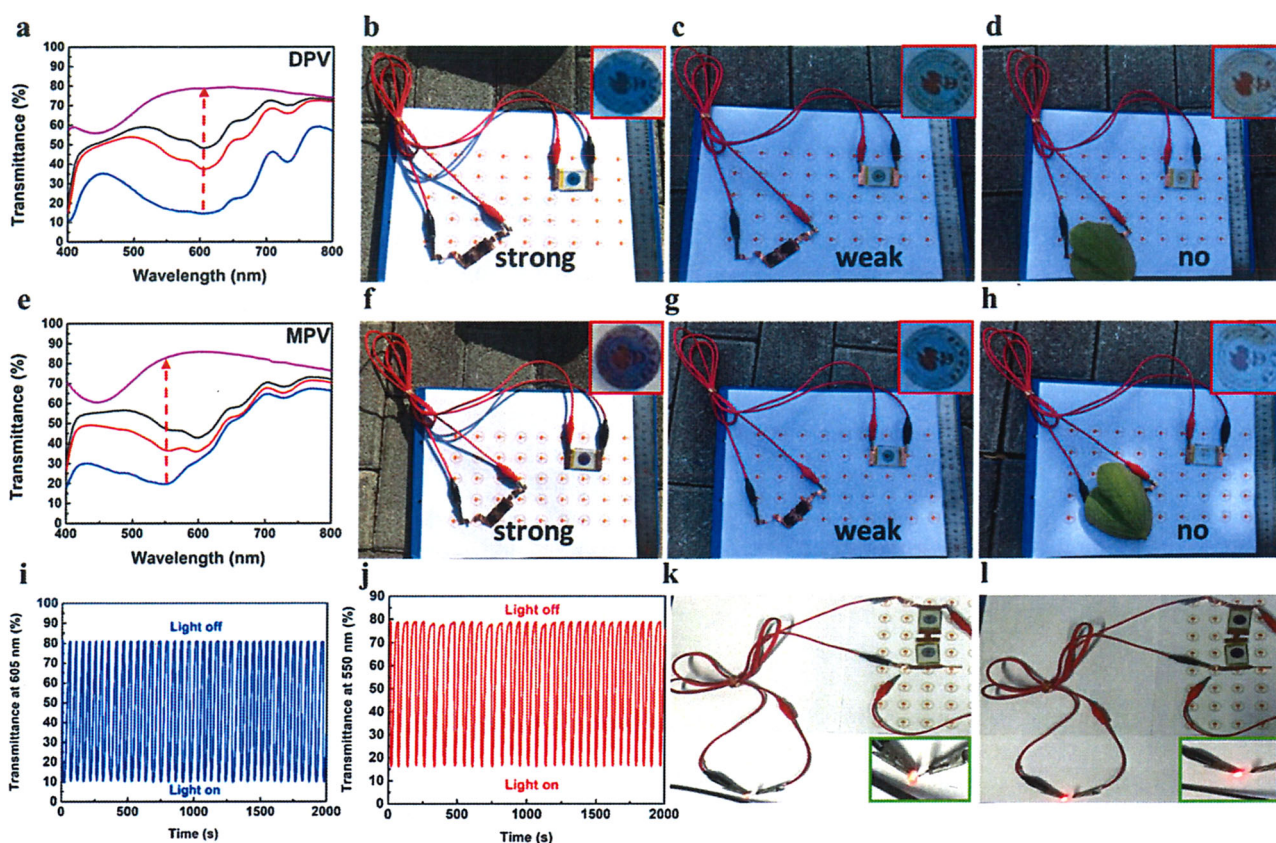 a
DPV
100
90
80
70
60
50
40
30
20
10
0
400 500 600 700 800
Transmittance (%)
Wavelength (nm)
b
strong
c
weak
d
no
e
MPV
100
90
80
70
60
50
40
30
20
10
0
400 500 600 700 800
Transmittance (%)
Wavelength (nm)
f
strong
g
weak
h
no
i
100
90
80
70
60
50
40
30
20
10
0
Light off
Light on
0 500 1000 1500 2000
Transmittance at 605 nm (%)
Time (s)
j
90
80
70
60
50
40
30
20
10
0
Light off
Light on
0 500 1000 1500 2000
Transmittance at 550 nm (%)
Time (s)
k
l